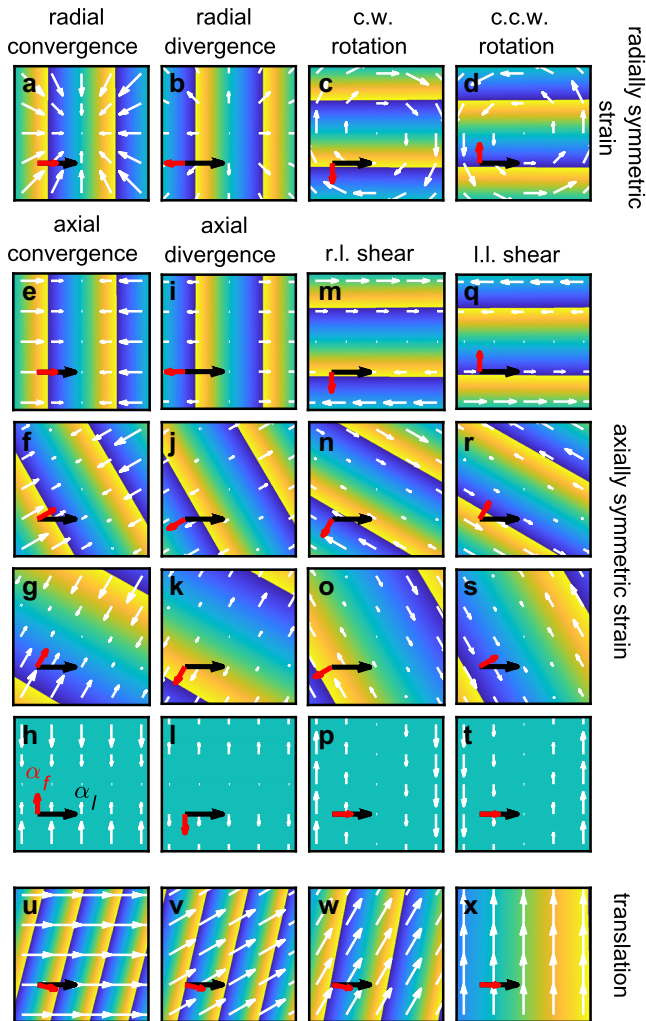 radial convergence
radial divergence
c.w. rotation
c.c.w. rotation
radially symmetric strain
a
b
c
d
axial convergence
axial divergence
r.l. shear
l.l. shear
e
i
m
q
axially symmetric strain
f
j
n
r
g
k
o
s
h
l
p
t
α_f
α_l
u
v
w
x
translation